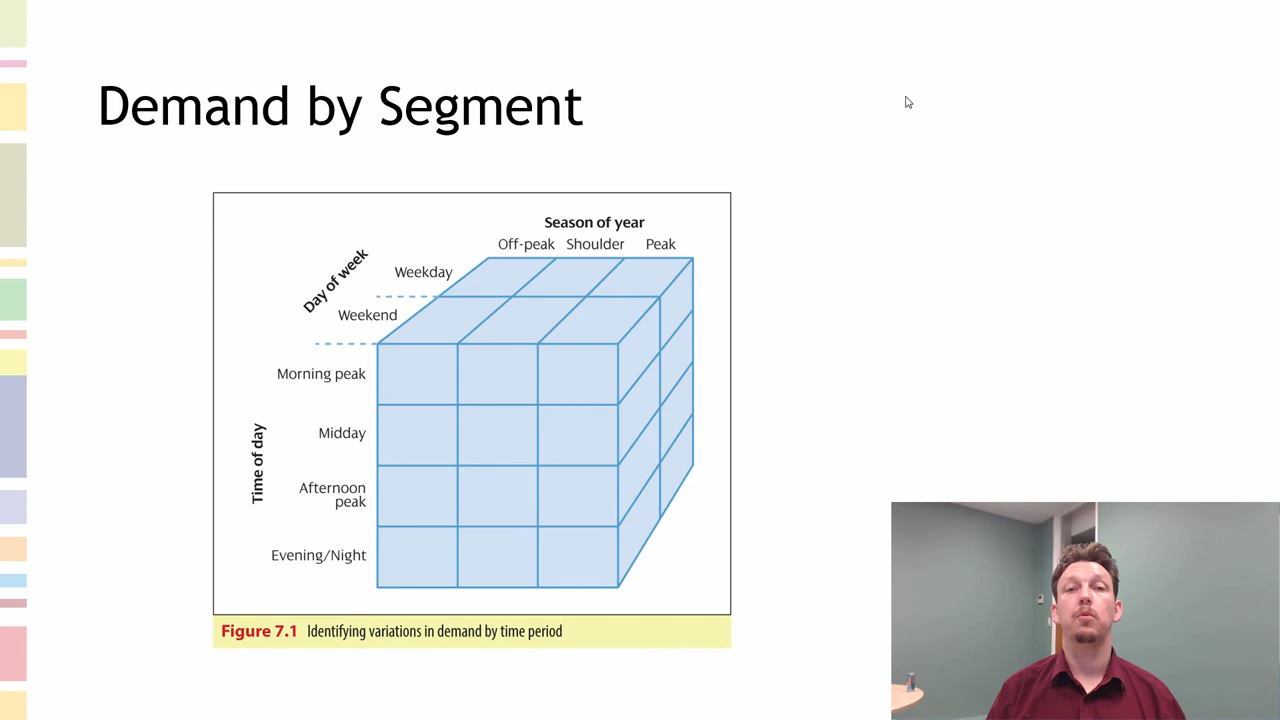 Demand by Segment
Season of year
Off-peak Shoulder Peak
Day of week
Weekday
Weekend
Time of day
Morning peak
Midday
Afternoon
peak
Evening/Night
Figure 7.1 Identifying variations in demand by time period